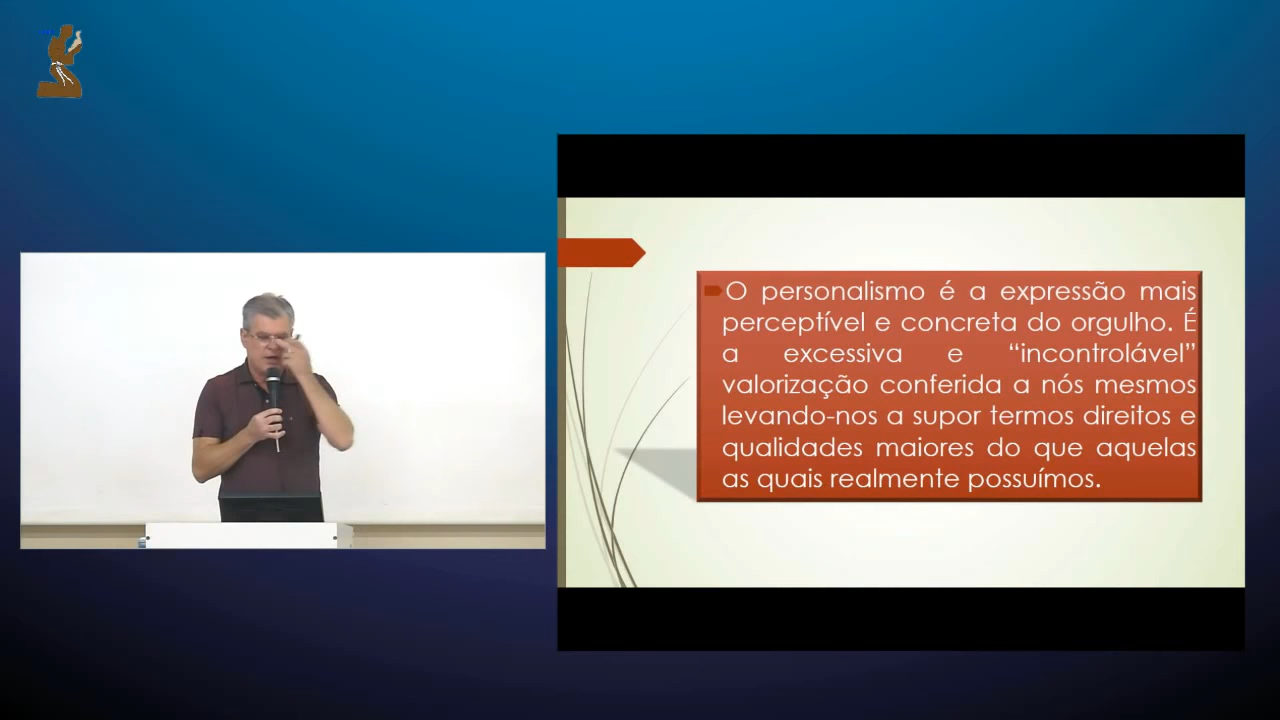 O personalismo é a expressão mais
perceptível e concreta do orgulho. É
a excessiva e “incontrolável”
valorização conferida a nós mesmos
levando-nos a supor termos direitos e
qualidades maiores do que aquelas
as quais realmente possuímos.